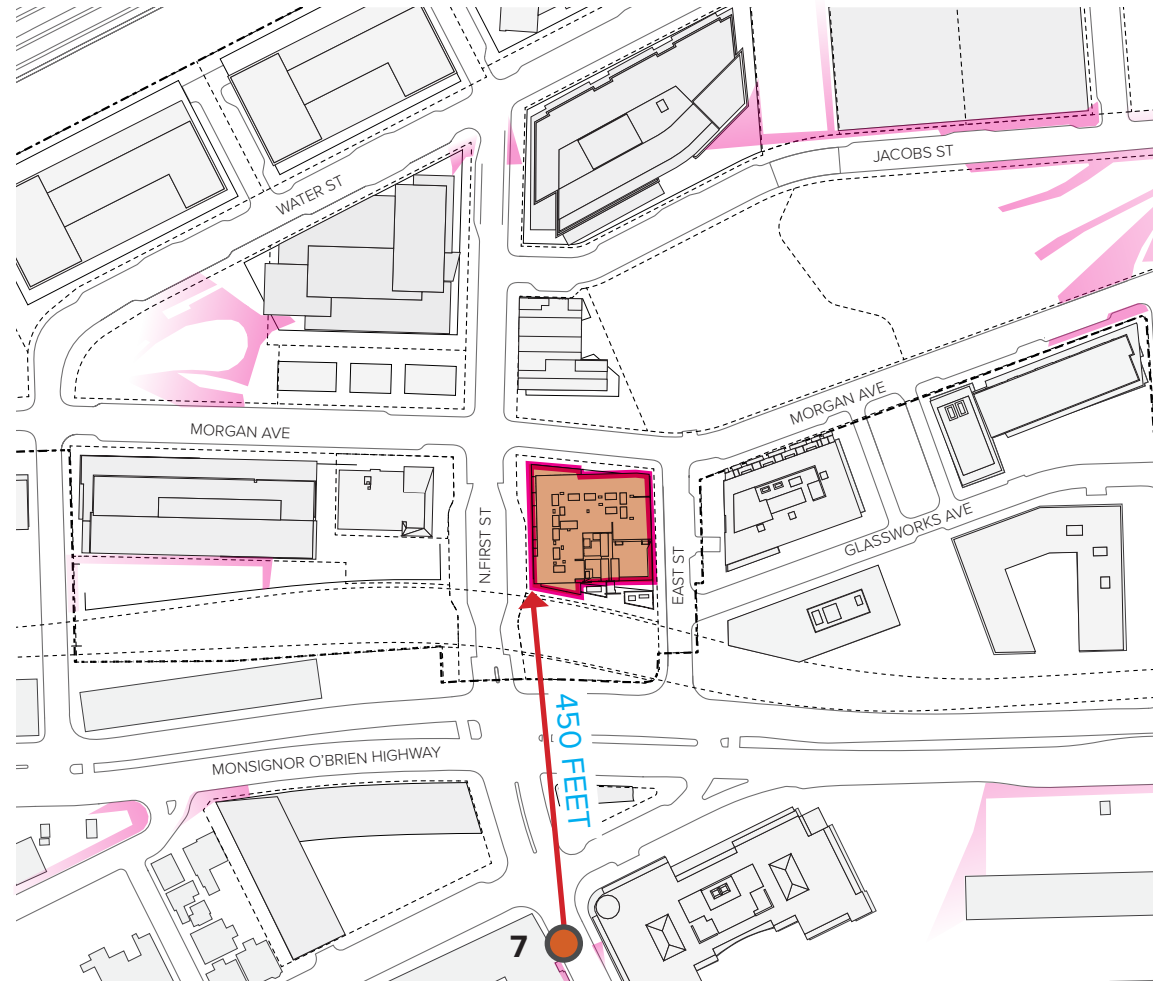 JACOBS ST
WATER ST
MORGAN AVE
MORGAN AVE
N.FIRST ST
EAST ST
GLASSWORKS AVE
450 FEET
MONSIGNOR O'BRIEN HIGHWAY
7